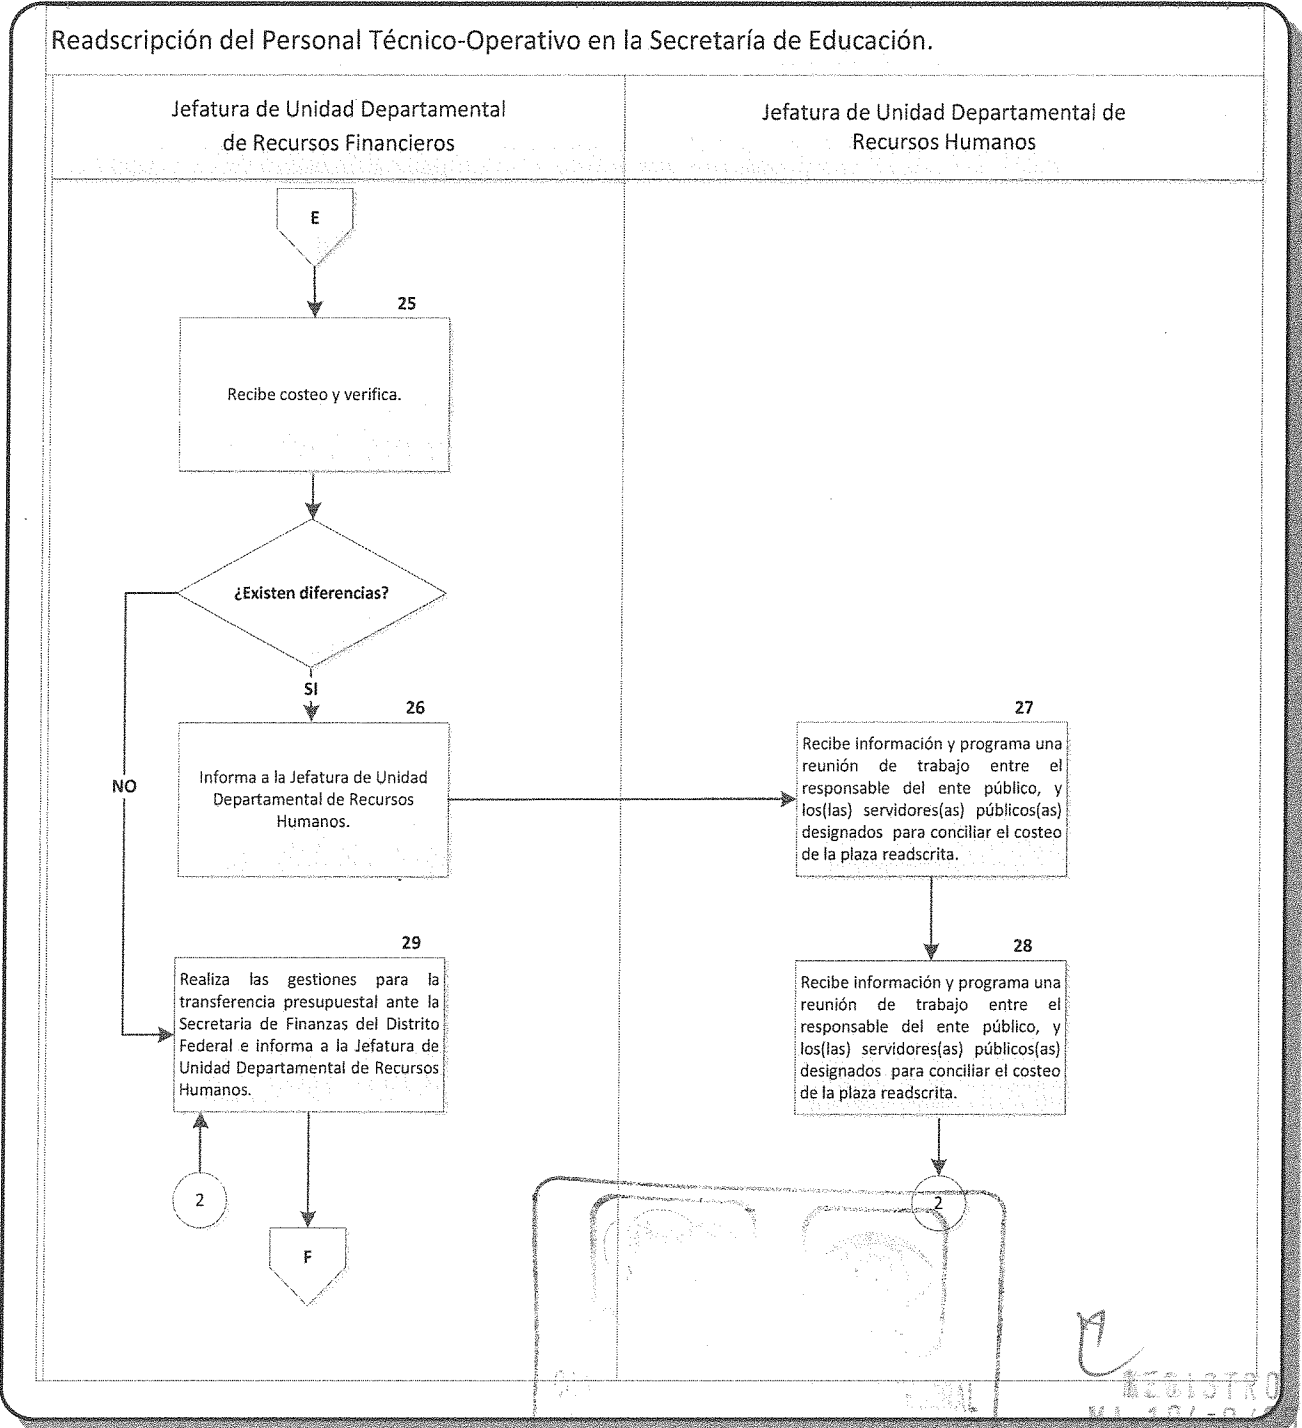 Readscripción del Personal Técnico-Operativo en la Secretaría de Educación.
Jefatura de Unidad Departamental
de Recursos Financieros
Jefatura de Unidad Departamental de
Recursos Humanos
E
25
Recibe costeo y verifica.
¿Existen diferencias?
SI
NO
26
Informa a la Jefatura de Unidad
Departamental de Recursos
Humanos.
27
Recibe información y programa una
reunión de trabajo entre el
responsable del ente público, y
los(las) servidores(as) públicos(as)
designados para conciliar el costeo
de la plaza readscrita.
29
Realiza las gestiones para la
transferencia presupuestal ante la
Secretaria de Finanzas del Distrito
Federal e informa a la Jefatura de
Unidad Departamental de Recursos
Humanos.
28
Recibe información y programa una
reunión de trabajo entre el
responsable del ente público, y
los(las) servidores(as) públicos(as)
designados para conciliar el costeo
de la plaza readscrita.
2
2
F
REGISTRO